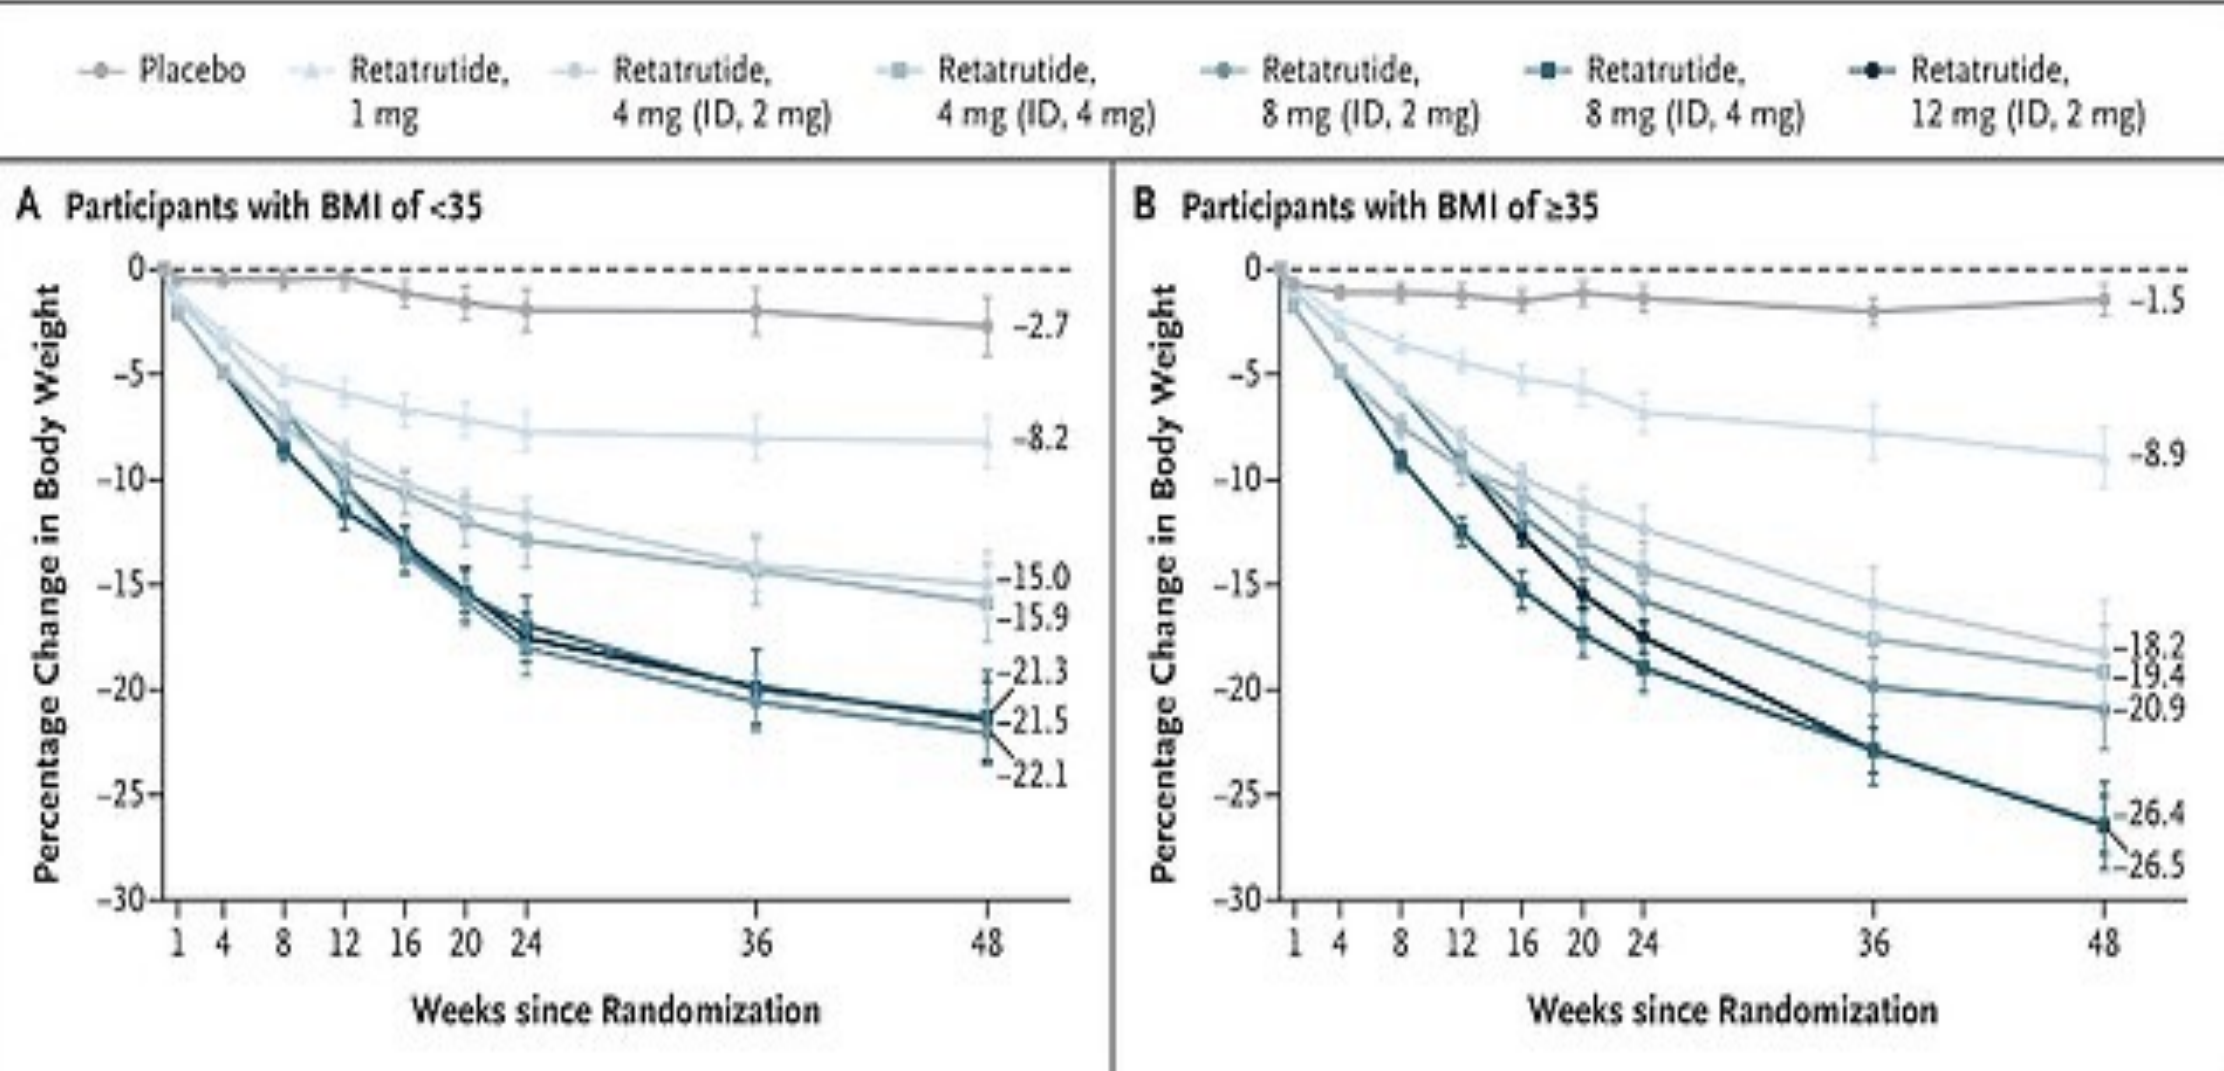 Placebo
Retatrutide,
1 mg
Retatrutide,
4 mg (ID, 2 mg)
Retatrutide,
4 mg (ID, 4 mg)
Retatrutide,
8 mg (ID, 2 mg)
Retatrutide,
8 mg (ID, 4 mg)
Retatrutide,
12 mg (ID, 2 mg)
A Participants with BMI of <35
Percentage Change in Body Weight
0
–5
–10
–15
–20
–25
–30
–2.7
–8.2
–15.0
–15.9
–21.3
–21.5
–22.1
1 4 8 12 16 20 24 36 48
Weeks since Randomization
B Participants with BMI of ≥35
Percentage Change in Body Weight
0
–5
–10
–15
–20
–25
–30
–1.5
–8.9
–18.2
–19.4
–20.9
–26.4
–26.5
1 4 8 12 16 20 24 36 48
Weeks since Randomization